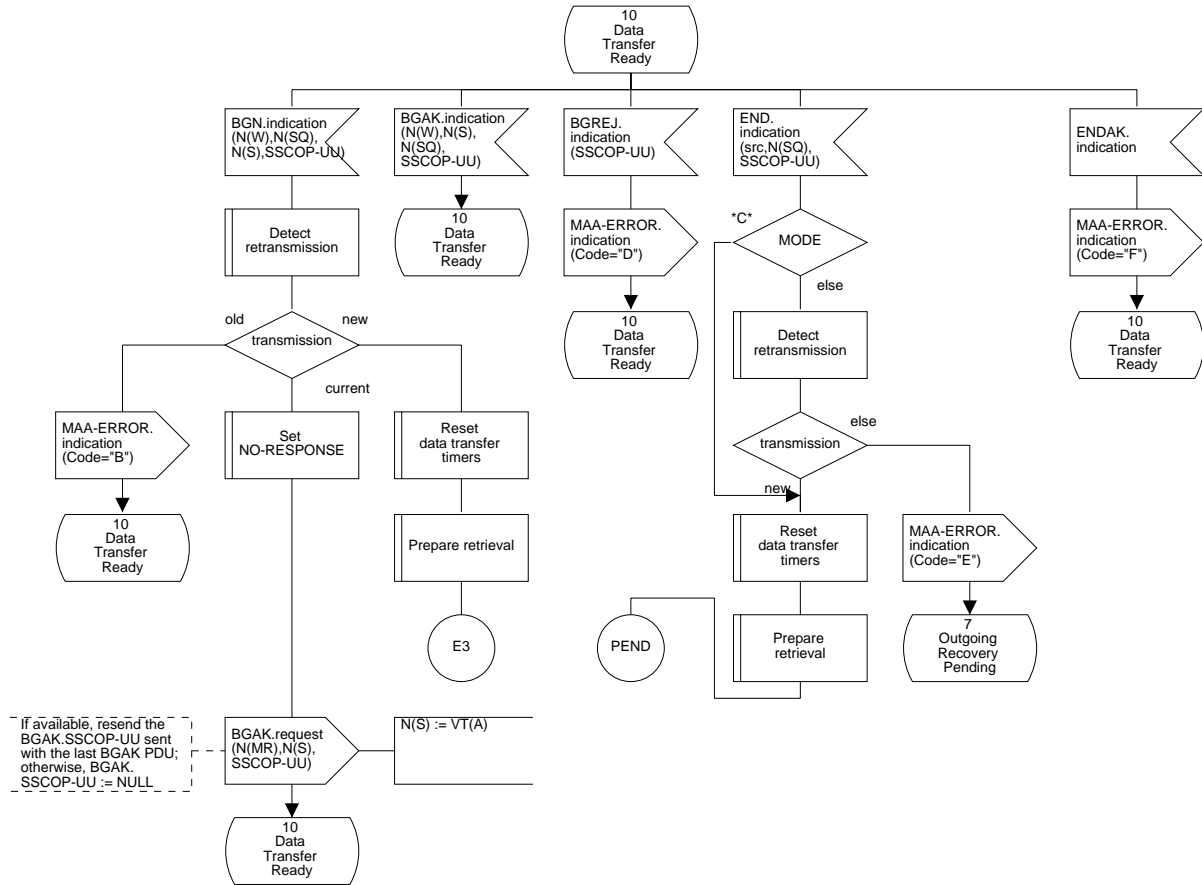 10
Data
Transfer
Ready
BGN.indication
(N(W),N(SQ),
N(S),SSCOP-UU)
BGAK.indication
(N(W),N(S),
N(SQ),
SSCOP-UU)
BGREJ.
indication
(SSCOP-UU)
END.
indication
(src,N(SQ),
SSCOP-UU)
ENDAK.
indication
Detect
retransmission
10
Data
Transfer
Ready
MAA-ERROR.
indication
(Code="D")
*C*
MODE
MAA-ERROR.
indication
(Code="F")
else
old
new
transmission
10
Data
Transfer
Ready
Detect
retransmission
10
Data
Transfer
Ready
current
MAA-ERROR.
indication
(Code="B")
Set
NO-RESPONSE
Reset
data transfer
timers
else
transmission
new
10
Data
Transfer
Ready
Prepare retrieval
Reset
data transfer
timers
MAA-ERROR.
indication
(Code="E")
E3
PEND
Prepare
retrieval
7
Outgoing
Recovery
Pending
If available, resend the
BGAK.SSCOP-UU sent
with the last BGAK PDU;
otherwise, BGAK.
SSCOP-UU := NULL
BGAK.request
(N(MR),N(S),
SSCOP-UU)
N(S) := VT(A)
10
Data
Transfer
Ready